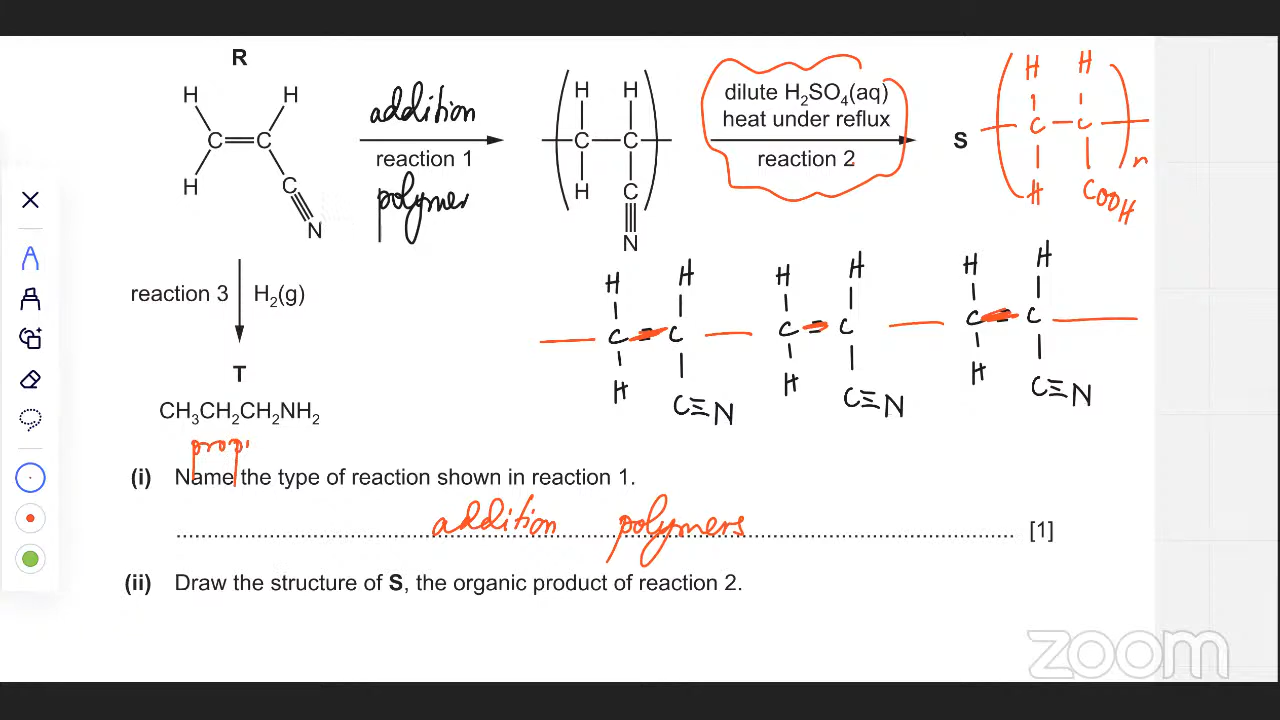 R
H H
C C
H C
N
addition
reaction 1
polymer
H H
C C
H C
N
dilute H₂SO₄(aq)
heat under reflux
reaction 2
S
H H
C C
H COOH
n
reaction 3 H₂(g)
H H H H H H
C C C C C C
H C≡N H C≡N H C≡N
T
CH₃CH₂CH₂NH₂
prop
(i) Name the type of reaction shown in reaction 1.
addition polymers [1]
(ii) Draw the structure of S, the organic product of reaction 2.
zoom